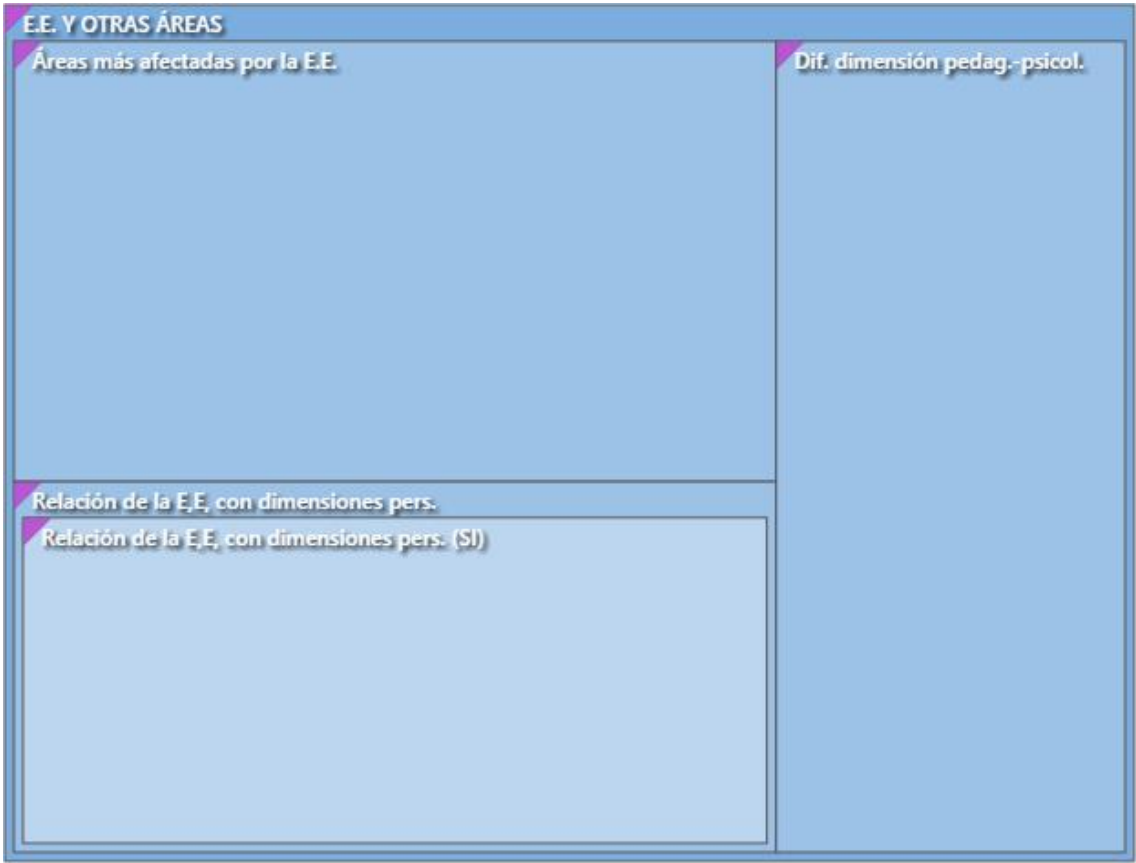 E.E. Y OTRAS ÁREAS
Áreas más afectadas por la E.E.
Dif. dimensión pedag.-psicol.
Relación de la E,E, con dimensiones pers.
Relación de la E,E, con dimensiones pers. (SI)